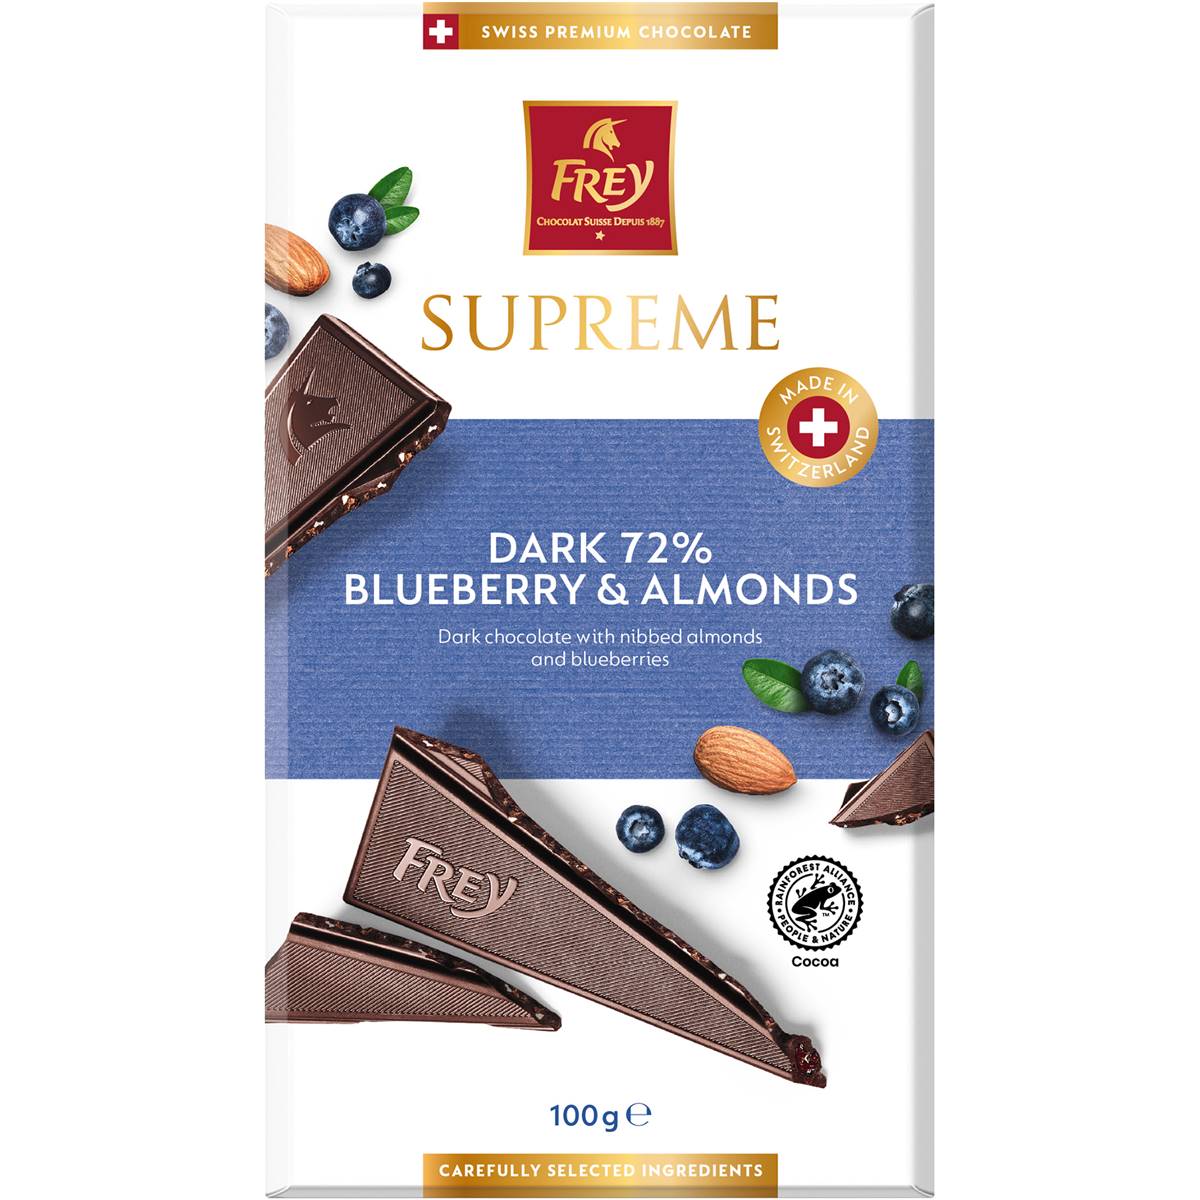 SWISS PREMIUM CHOCOLATE
FREY
CHOCOLAT SUISSE DEPUIS 1887
SUPREME
MADE IN
SWITZERLAND
DARK 72%
BLUEBERRY & ALMONDS
Dark chocolate with nibbed almonds
and blueberries
FREY
RAINFOREST ALLIANCE
PEOPLE & NATURE
TM
Cocoa
100g ℮
CAREFULLY SELECTED INGREDIENTS